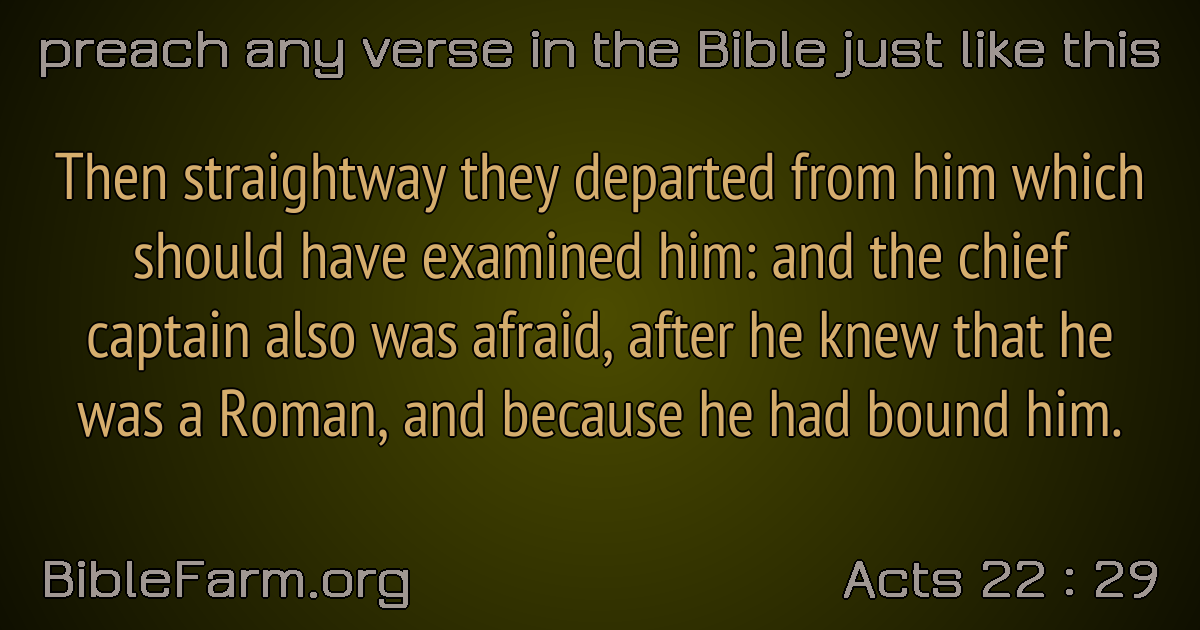 preach any verse in the Bible just like this
Then straightway they departed from him which
should have examined him: and the chief
captain also was afraid, after he knew that he
was a Roman, and because he had bound him.
BibleFarm.org
Acts 22 : 29